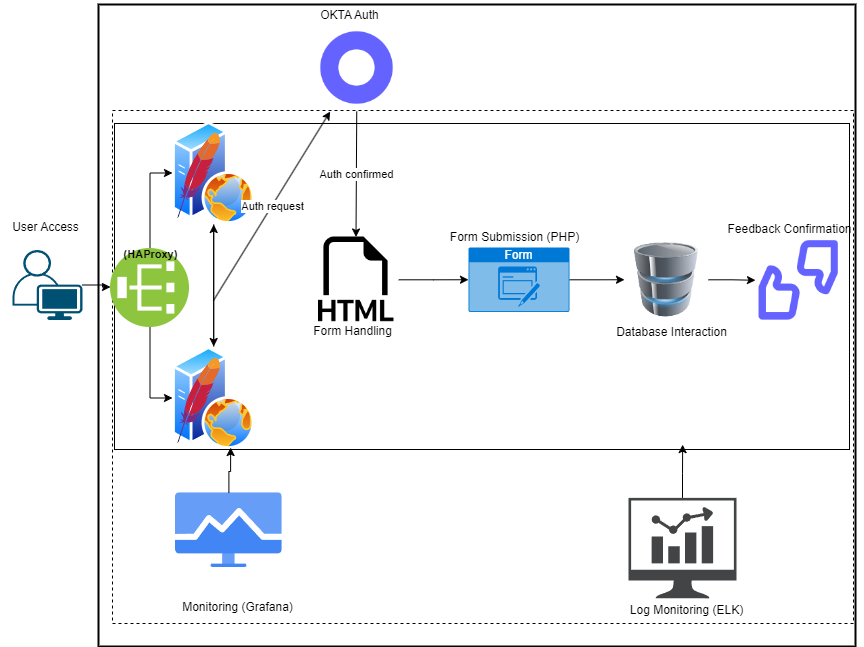 OKTA Auth
Auth confirmed
Auth request
User Access
(HAProxy)
Form Submission (PHP)
Form
Feedback Confirmation
HTML
Form Handling
Database Interaction
Monitoring (Grafana)
Log Monitoring (ELK)